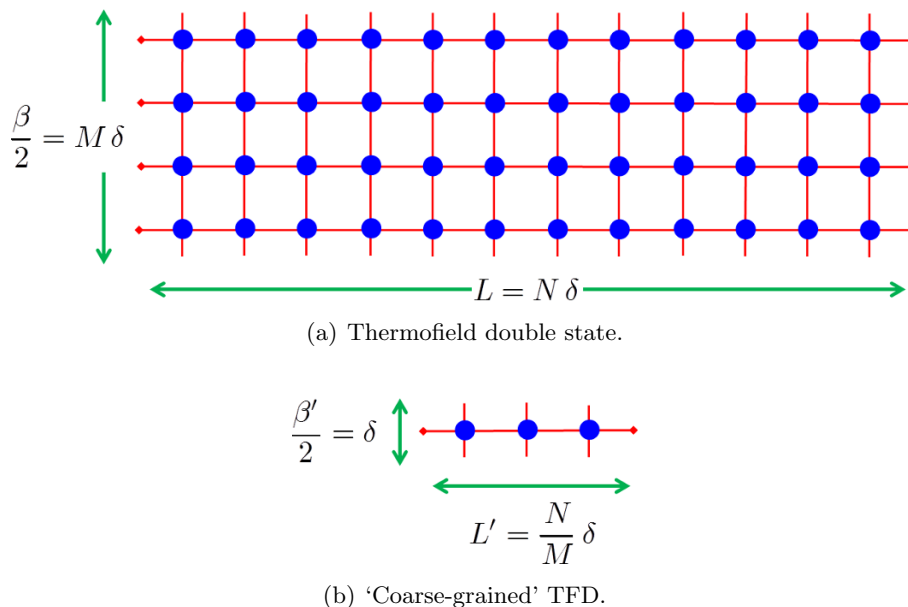 β/2 = M δ
L = N δ
(a) Thermofield double state.
β′/2 = δ
L′ = N/M δ
(b) ‘Coarse-grained’ TFD.